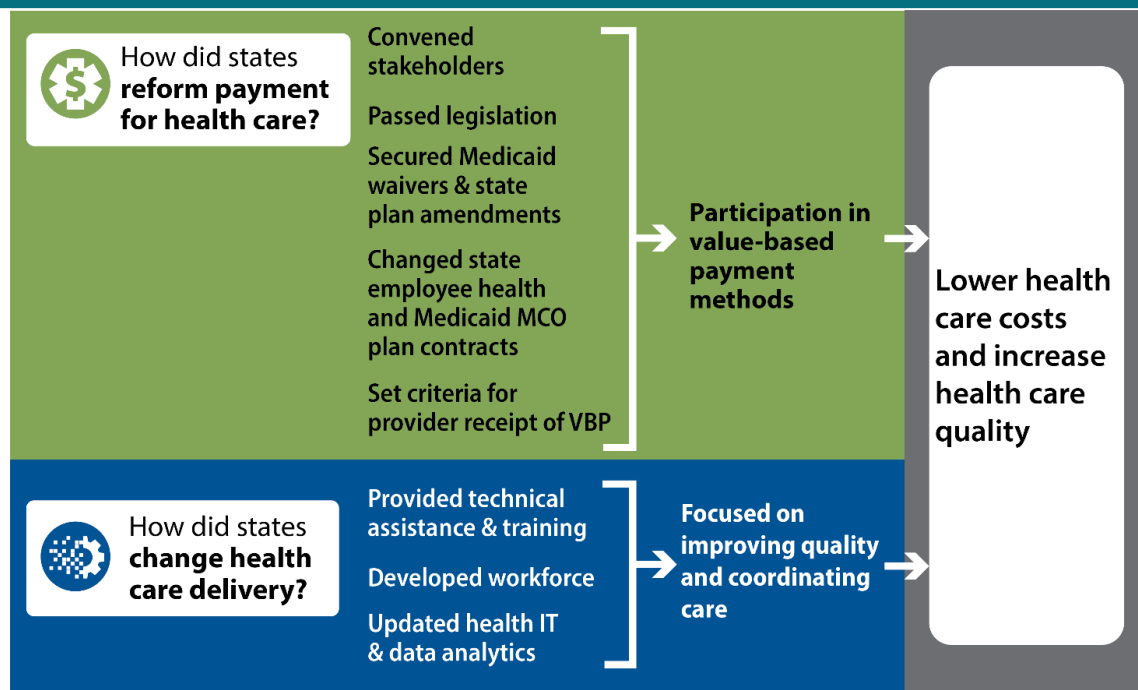 How did states
reform payment
for health care?
Convened
stakeholders
Passed legislation
Secured Medicaid
waivers & state
plan amendments
Changed state
employee health
and Medicaid MCO
plan contracts
Set criteria for
provider receipt of VBP
Participation in
value-based
payment
methods
How did states
change health
care delivery?
Provided technical
assistance & training
Developed workforce
Updated health IT
& data analytics
Focused on
improving quality
and coordinating
care
Lower health
care costs
and increase
health care
quality